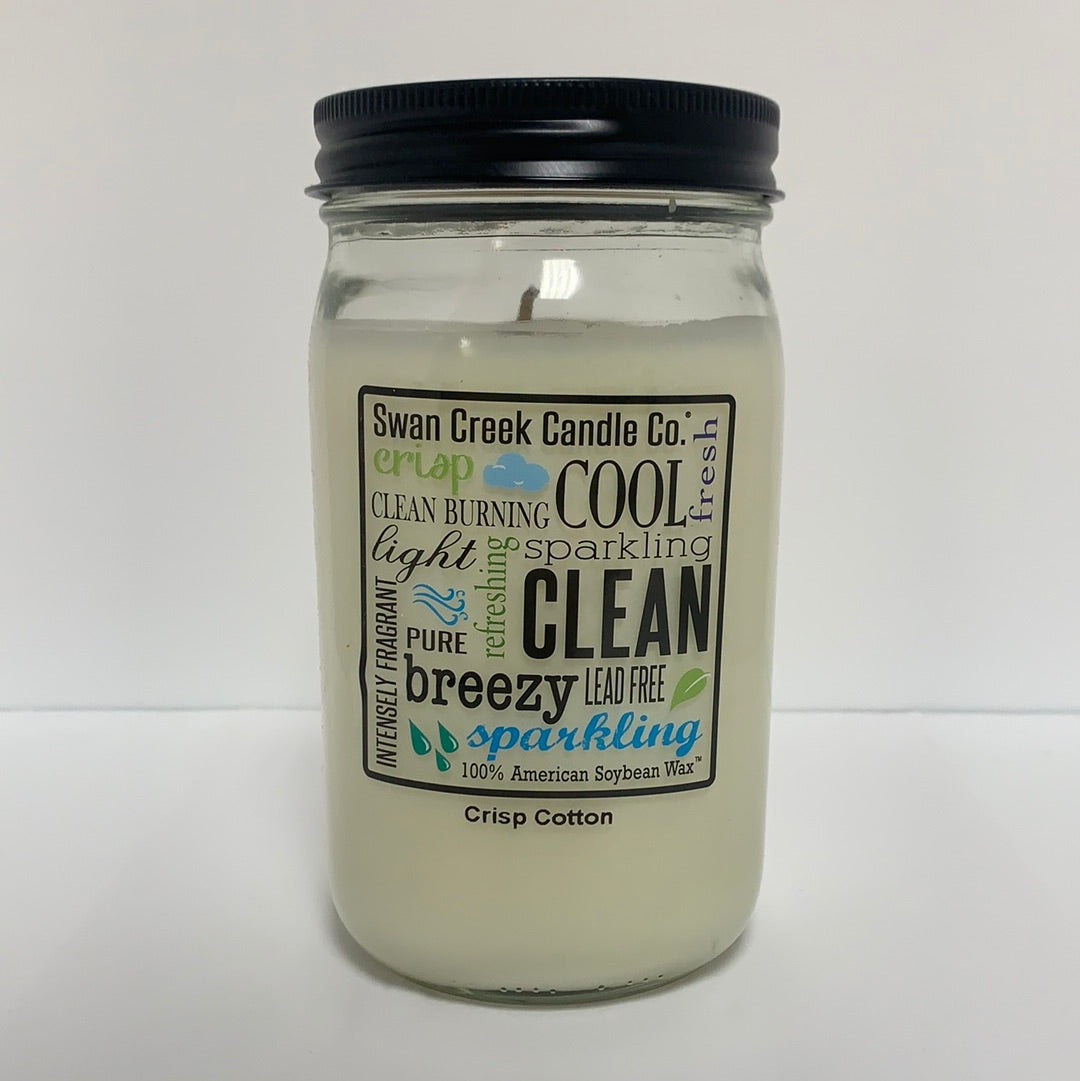 Swan Creek Candle Co.®
crisp
COOL
fresh
CLEAN BURNING
light
refreshing
sparkling
CLEAN
INTENSELY FRAGRANT
PURE
breezy
LEAD FREE
sparkling
100% American Soybean Wax™
Crisp Cotton